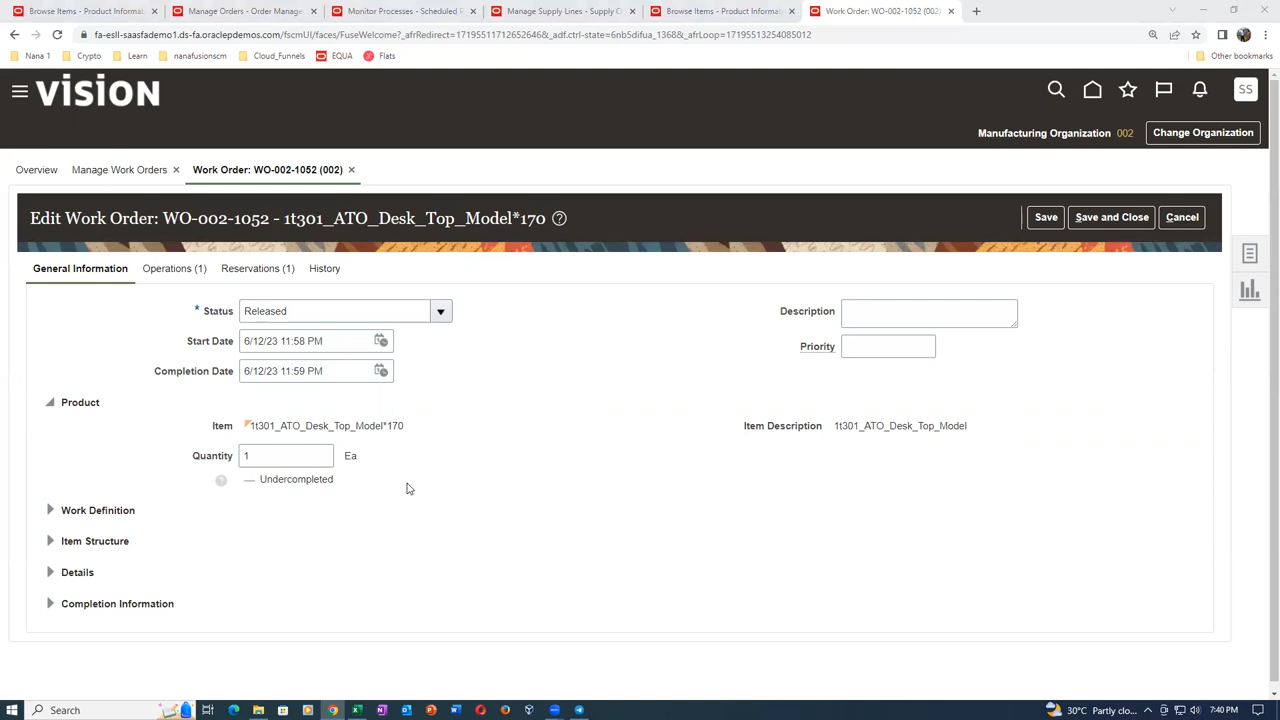 Browse Items - Product Informat
Manage Orders - Order Manage
Monitor Processes - Scheduled P
Manage Supply Lines - Supply O
Browse Items - Product Informat
Work Order: WO-002-1052 (002)
fa-esll-saasfademo1.ds-fa.oraclepdemos.com/fscmUI/faces/FuseWelcome?_afrRedirect=1719551171265264&_adf.ctrl-state=6nb5difua_1368&_afrLoop=17195513254085012
Nana 1
Crypto
Learn
nanafusionscm
Cloud_Funnels
EQUA
Flats
Other bookmarks
VISION
SS
Manufacturing Organization 002
Change Organization
Overview
Manage Work Orders
Work Order: WO-002-1052 (002)
Edit Work Order: WO-002-1052 - 1t301_ATO_Desk_Top_Model*170
Save
Save and Close
Cancel
General Information
Operations (1)
Reservations (1)
History
* Status Released
Description
Start Date 6/12/23 11:58 PM
Priority
Completion Date 6/12/23 11:59 PM
Product
Item 1t301_ATO_Desk_Top_Model*170
Item Description 1t301_ATO_Desk_Top_Model
Quantity 1 Ea
Undercompleted
Work Definition
Item Structure
Details
Completion Information
Search
30°C Partly clo...
7:40 PM